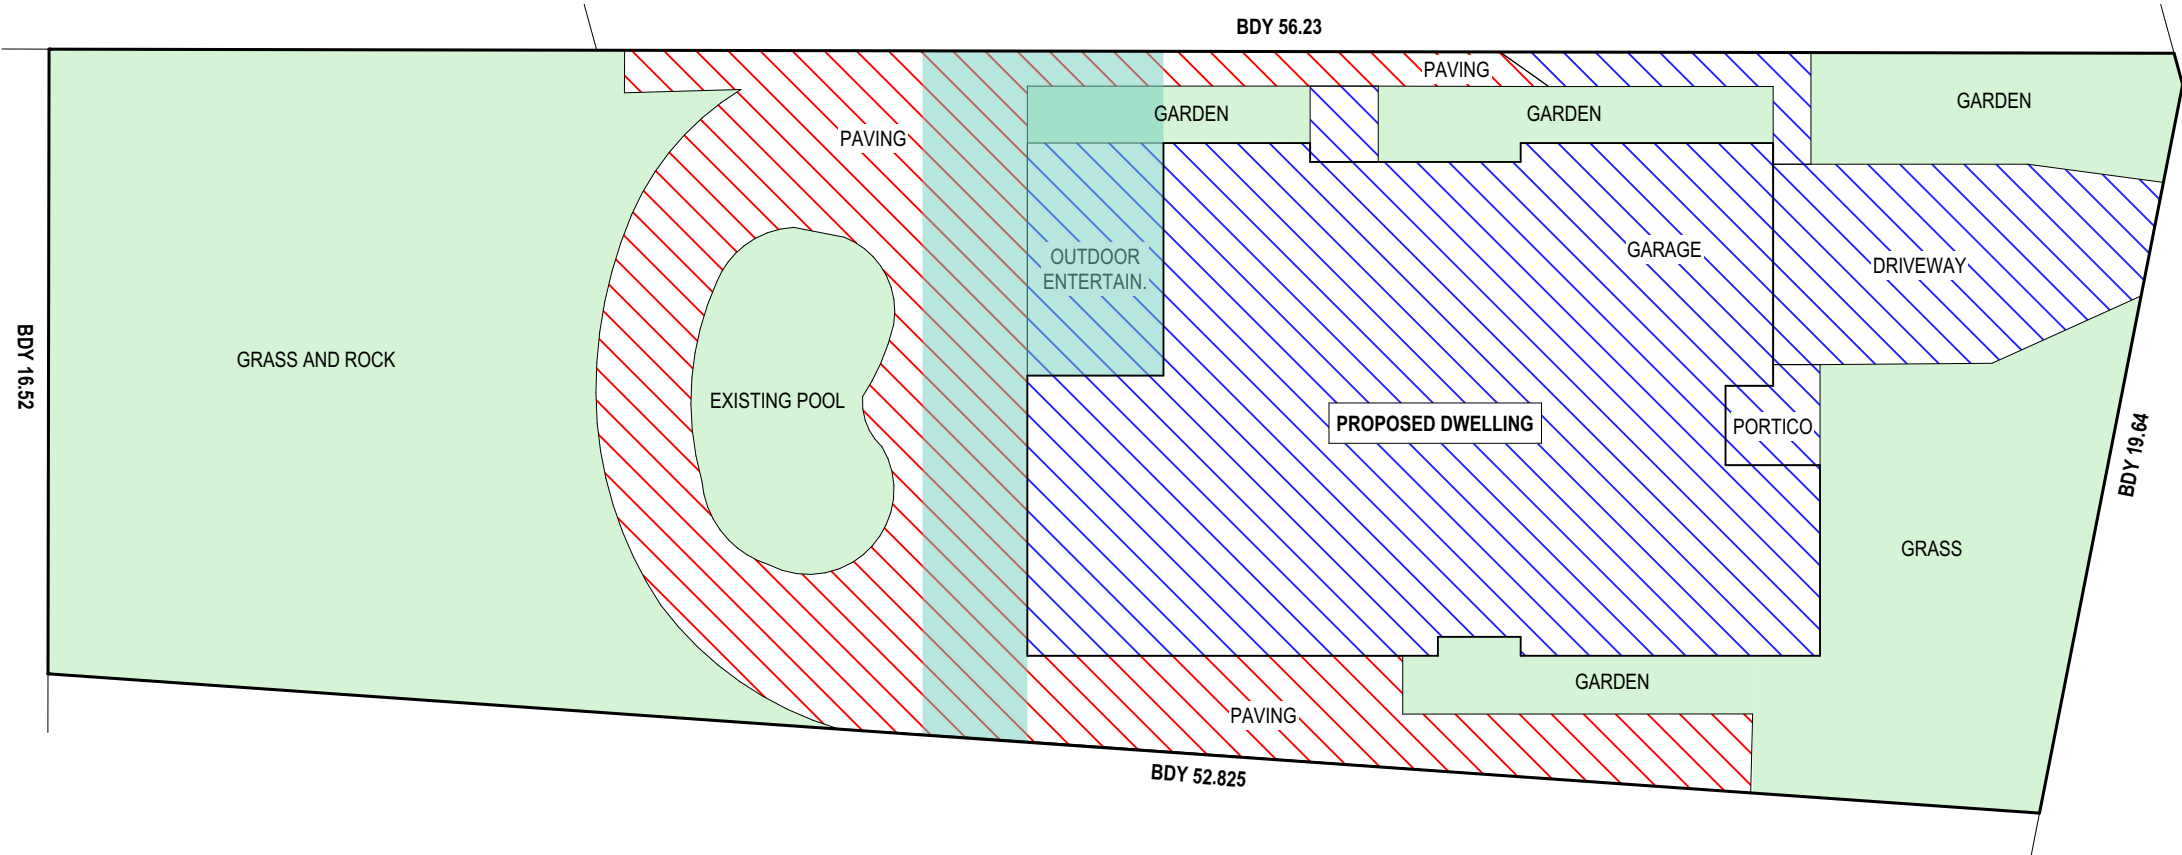 BDY 56.23
PAVING
GARDEN
GARDEN
GARDEN
PAVING
OUTDOOR
ENTERTAIN.
GARAGE
DRIVEWAY
BDY 16.52
GRASS AND ROCK
EXISTING POOL
PROPOSED DWELLING
PORTICO
BDY 19.64
GRASS
GARDEN
PAVING
BDY 52.825